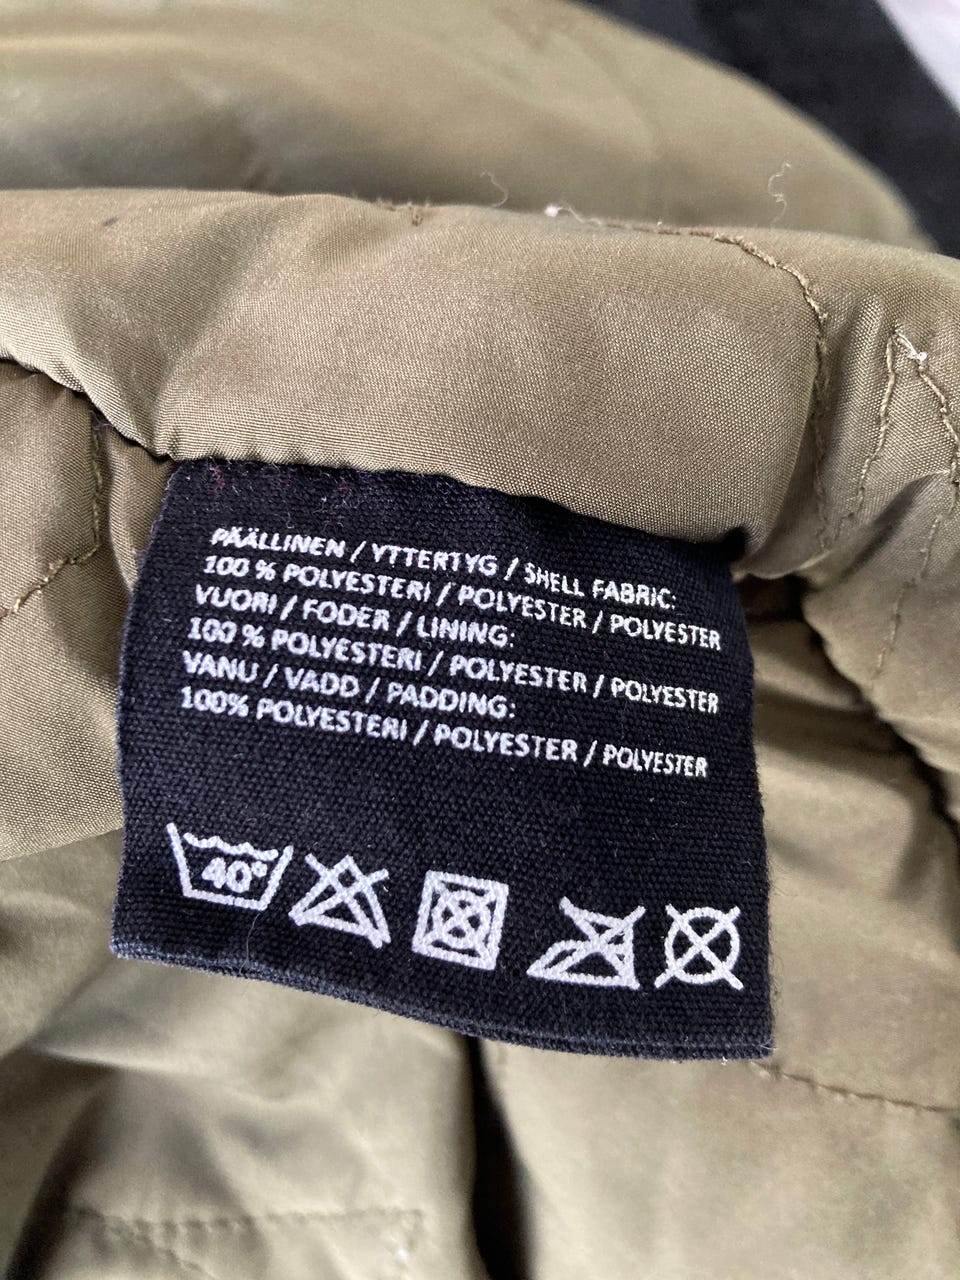 PÄÄLLINEN / YTTERTYG / SHELL FABRIC:
100 % POLYESTERI / POLYESTER / POLYESTER
VUORI / FODER / LINING:
100 % POLYESTERI / POLYESTER / POLYESTER
VANU / VADD / PADDING:
100% POLYESTERI / POLYESTER / POLYESTER
40°